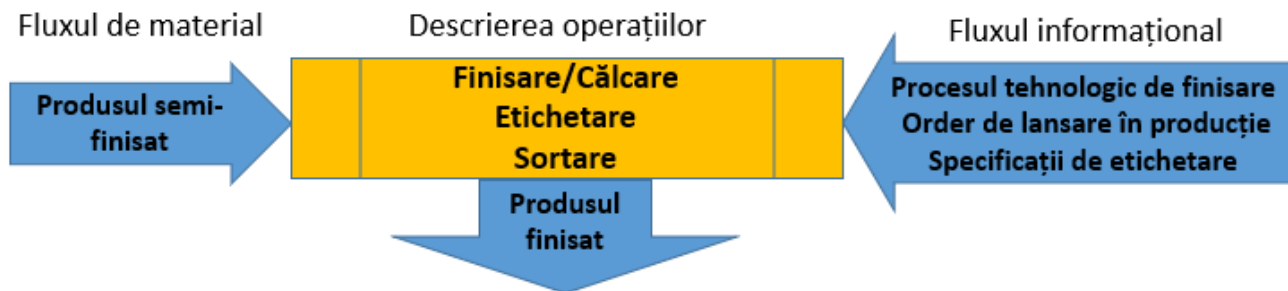 Fluxul de material
Descrierea operațiilor
Fluxul informațional
Produsul semi-
finisat
Finisare/Călcare
Etichetare
Sortare
Procesul tehnologic de finisare
Order de lansare în producție
Specificații de etichetare
Produsul
finisat